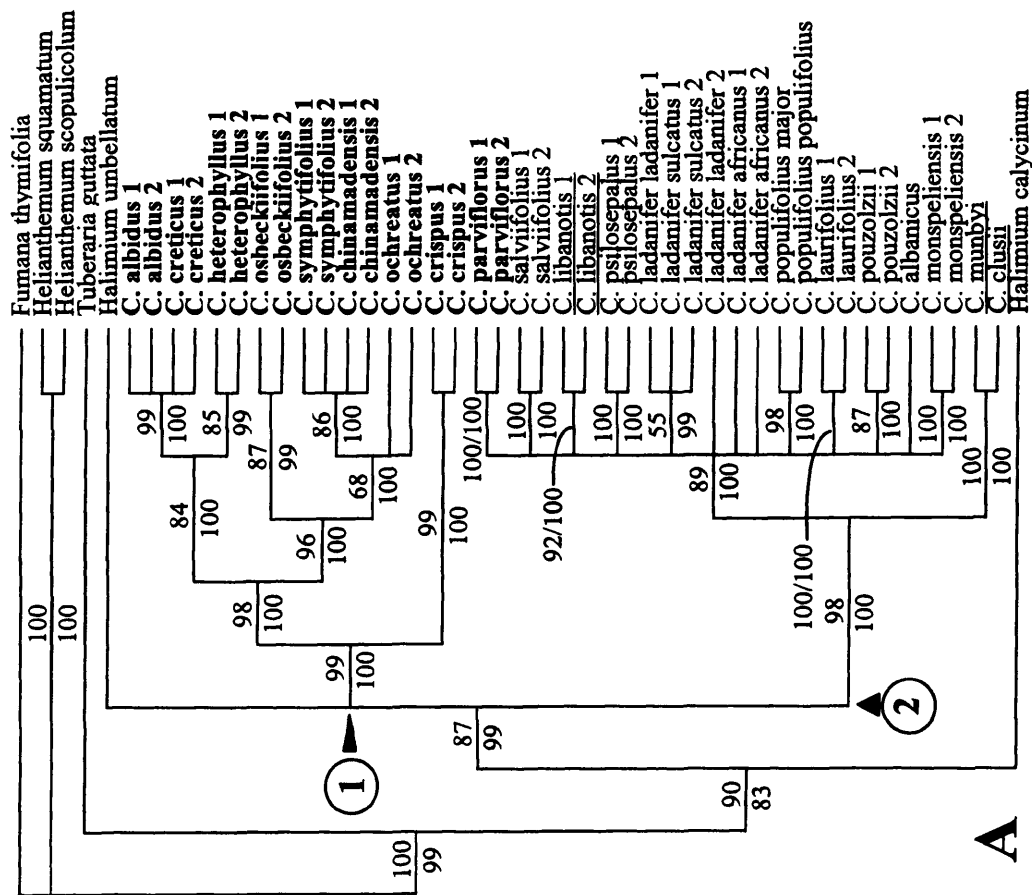 Fumana thymifolia
Helianthemum squamatum
Helianthemum scopulicolum
Tuberaria guttata
Halimium umbellatum
C. albidus 1
C. albidus 2
C. creticus 1
C. creticus 2
C. heterophyllus 1
C. heterophyllus 2
C. osbeckiifolius 1
C. osbeckiifolius 2
C. symphytifolius 1
C. symphytifolius 2
C. chinamadensis 1
C. chinamadensis 2
C. ochreatus 1
C. ochreatus 2
C. crispus 1
C. crispus 2
C. parviflorus 1
C. parviflorus 2
C. salviifolius 1
C. salviifolius 2
C. libanotis 1
C. libanotis 2
C. psilosepalus 1
C. psilosepalus 2
C. ladanifer ladanifer 1
C. ladanifer sulcatus 1
C. ladanifer sulcatus 2
C. ladanifer ladanifer 2
C. ladanifer africanus 1
C. ladanifer africanus 2
C. populifolius major
C. populifolius populifolius
C. laurifolius 1
C. laurifolius 2
C. pouzolzii 1
C. pouzolzii 2
C. albanicus
C. monspeliensis 1
C. monspeliensis 2
C. munbyi
C. clusii
Halimium calycinum
100
100
99
100
85
99
87
99
86
100
68
100
84
100
96
100
98
100
99
100
99
100
100/100
100
100
92/100
100
100
55
99
89
100
98
100
100/100
87
100
100
100
100
100
98
100
87
99
90
83
100
99
1
2
A